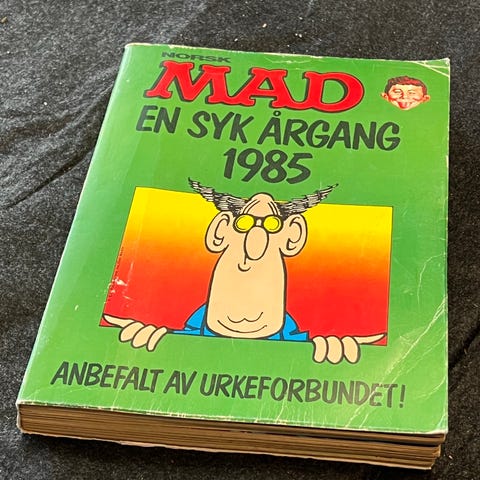 NORSK
MAD
EN SYK ÅRGANG
1985
ANBEFALT AV URKEFORBUNDET!